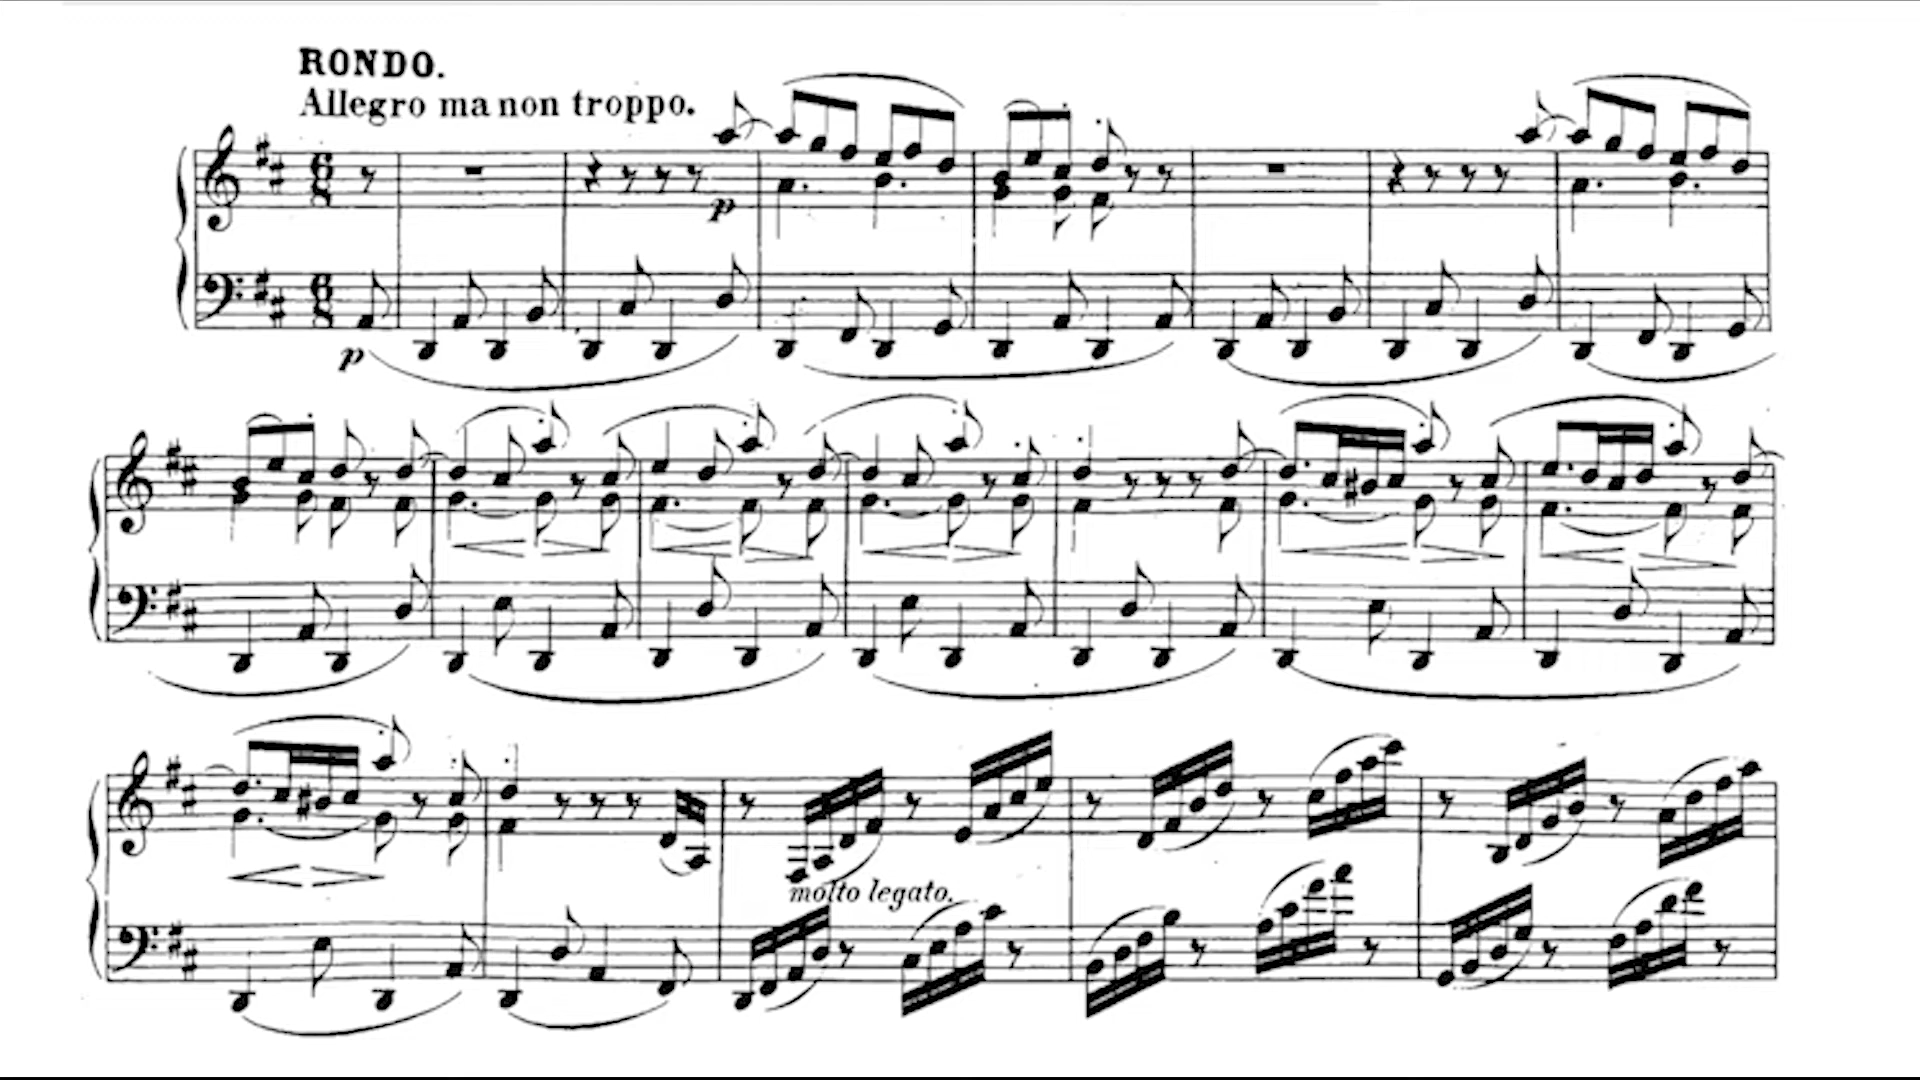 RONDO.
Allegro ma non troppo.
p
p
molto legato.